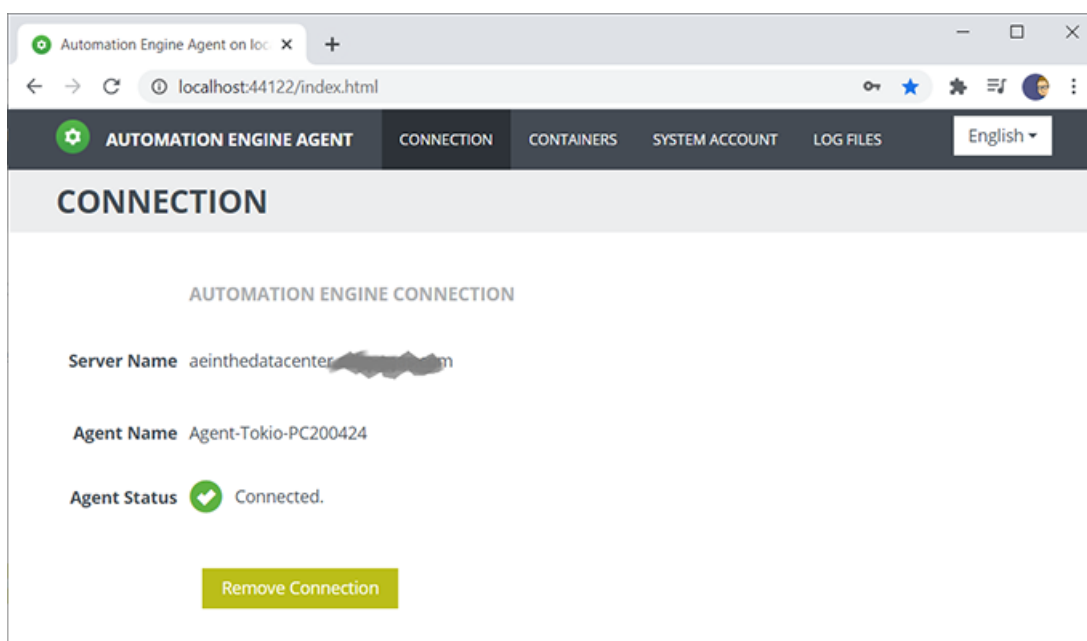 Automation Engine Agent on loc
localhost:44122/index.html
AUTOMATION ENGINE AGENT CONNECTION CONTAINERS SYSTEM ACCOUNT LOG FILES English
CONNECTION
AUTOMATION ENGINE CONNECTION
Server Name aeinthedatacenter m
Agent Name Agent-Tokio-PC200424
Agent Status Connected.
Remove Connection